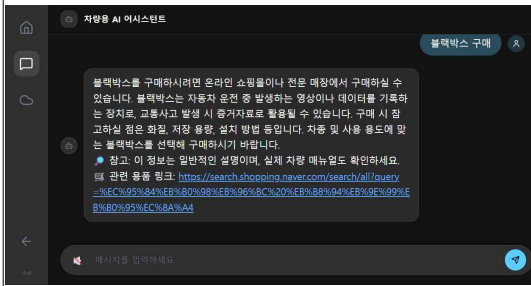 차량용 AI 어시스턴트
블랙박스 구매
블랙박스를 구매하시려면 온라인 쇼핑몰이나 전문 매장에서 구매하실 수
있습니다. 블랙박스는 자동차 운전 중 발생하는 영상이나 데이터를 기록하
는 장치로, 교통사고 발생 시 증거자료로 활용될 수 있습니다. 구매 시 참
고하실 점은 화질, 저장 용량, 설치 방법 등입니다. 차종 및 사용 용도에 맞
는 블랙박스를 선택해 구매하시기 바랍니다.
🔎 참고: 이 정보는 일반적인 설명이며, 실제 차량 매뉴얼도 확인하세요.
🛒 관련 용품 링크: https://search.shopping.naver.com/search/all?query
=%EC%95%84%EB%B0%98%EB%96%BC%20%EB%B8%94%EB%9E%99%E
B%B0%95%EC%8A%A4
메시지를 입력하세요